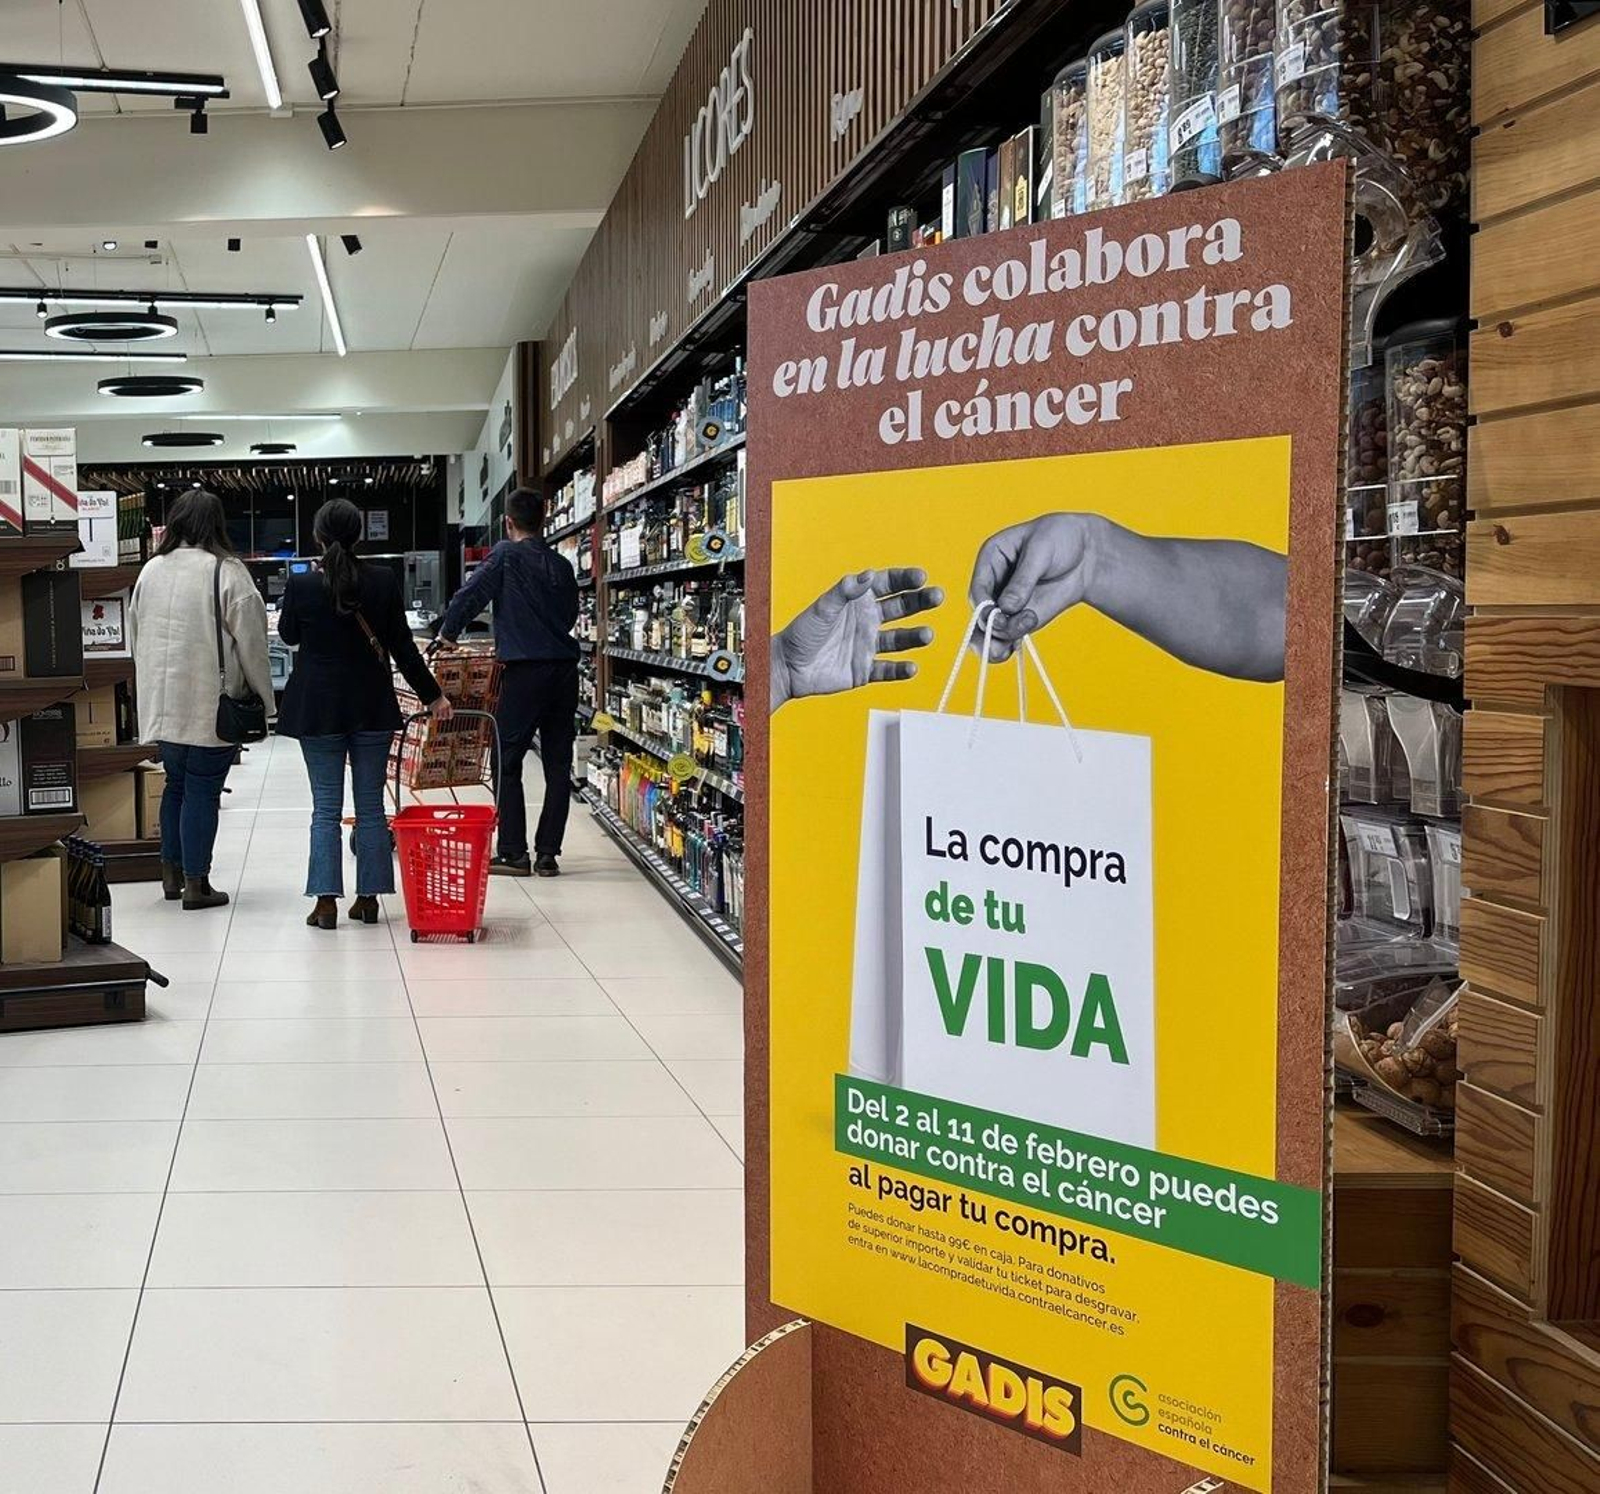 LICORES
Gadis colabora
en la lucha contra
el cáncer
La compra
de tu
VIDA
Del 2 al 11 de febrero puedes
donar contra el cáncer
al pagar tu compra.
Puedes donar hasta 99€ en caja. Para donativos
de superior importe y validar tu ticket para desgravar,
entra en www.lacompradetuvida.contraelcancer.es
GADIS
asociación
española
contra el cáncer